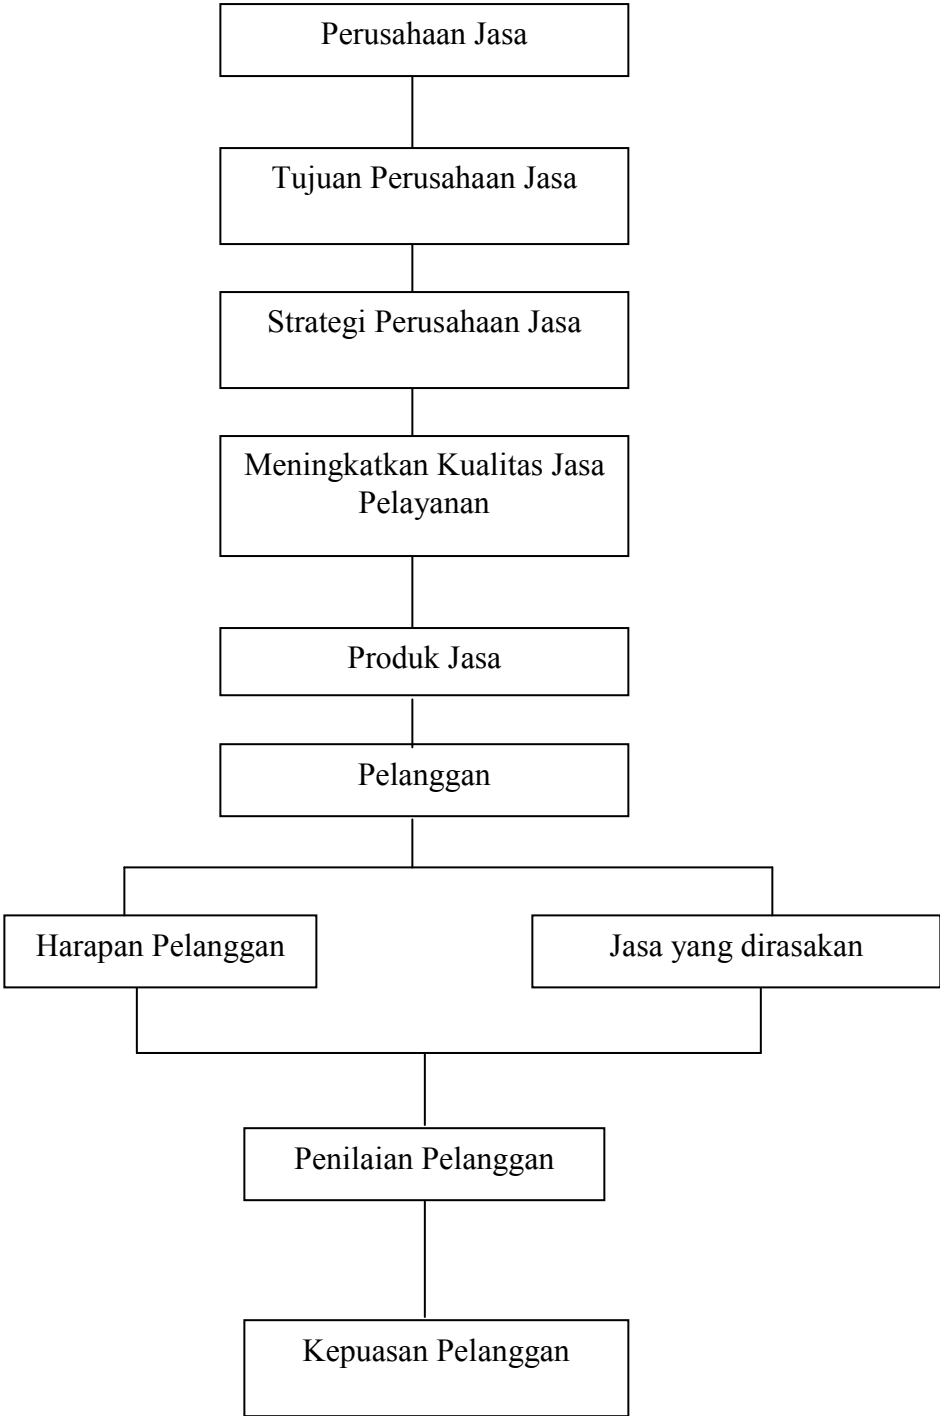 Perusahaan Jasa
Tujuan Perusahaan Jasa
Strategi Perusahaan Jasa
Meningkatkan Kualitas Jasa
Pelayanan
Produk Jasa
Pelanggan
Harapan Pelanggan
Jasa yang dirasakan
Penilaian Pelanggan
Kepuasan Pelanggan